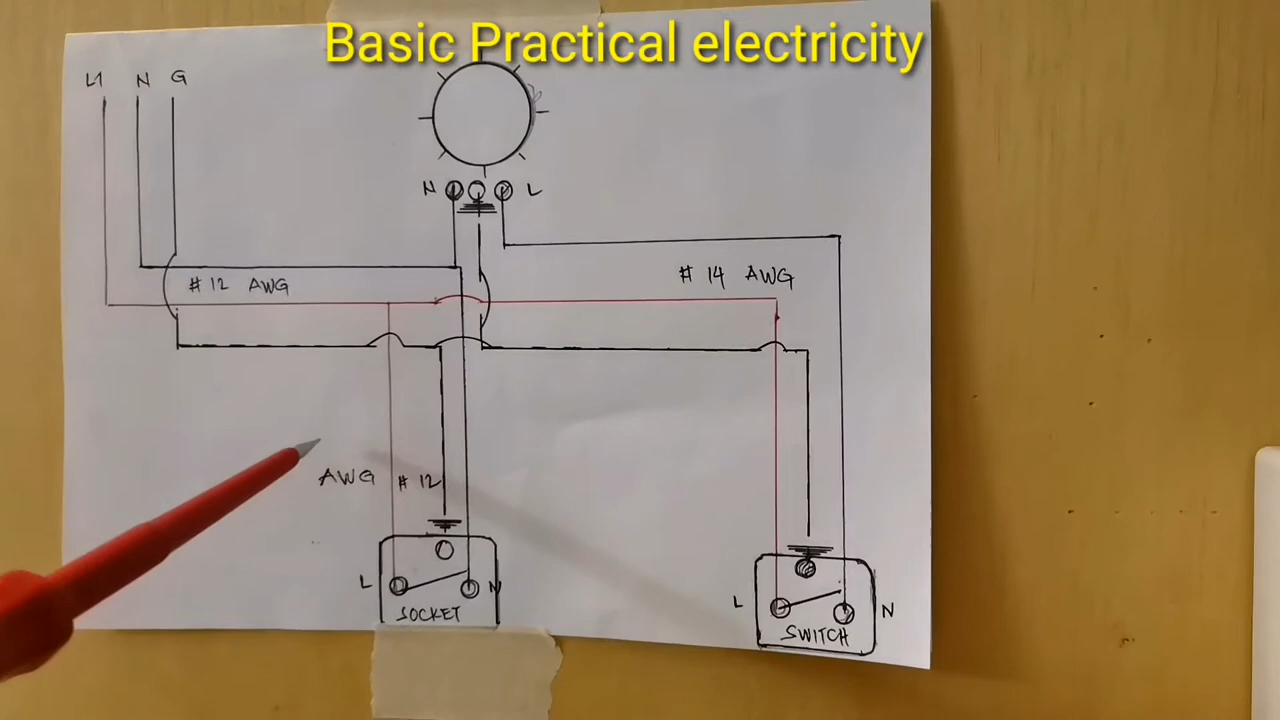 Basic Practical electricity
L1 N G
N L
# 12 AWG
# 14 AWG
AWG # 12
L N
SOCKET
L N
SWITCH